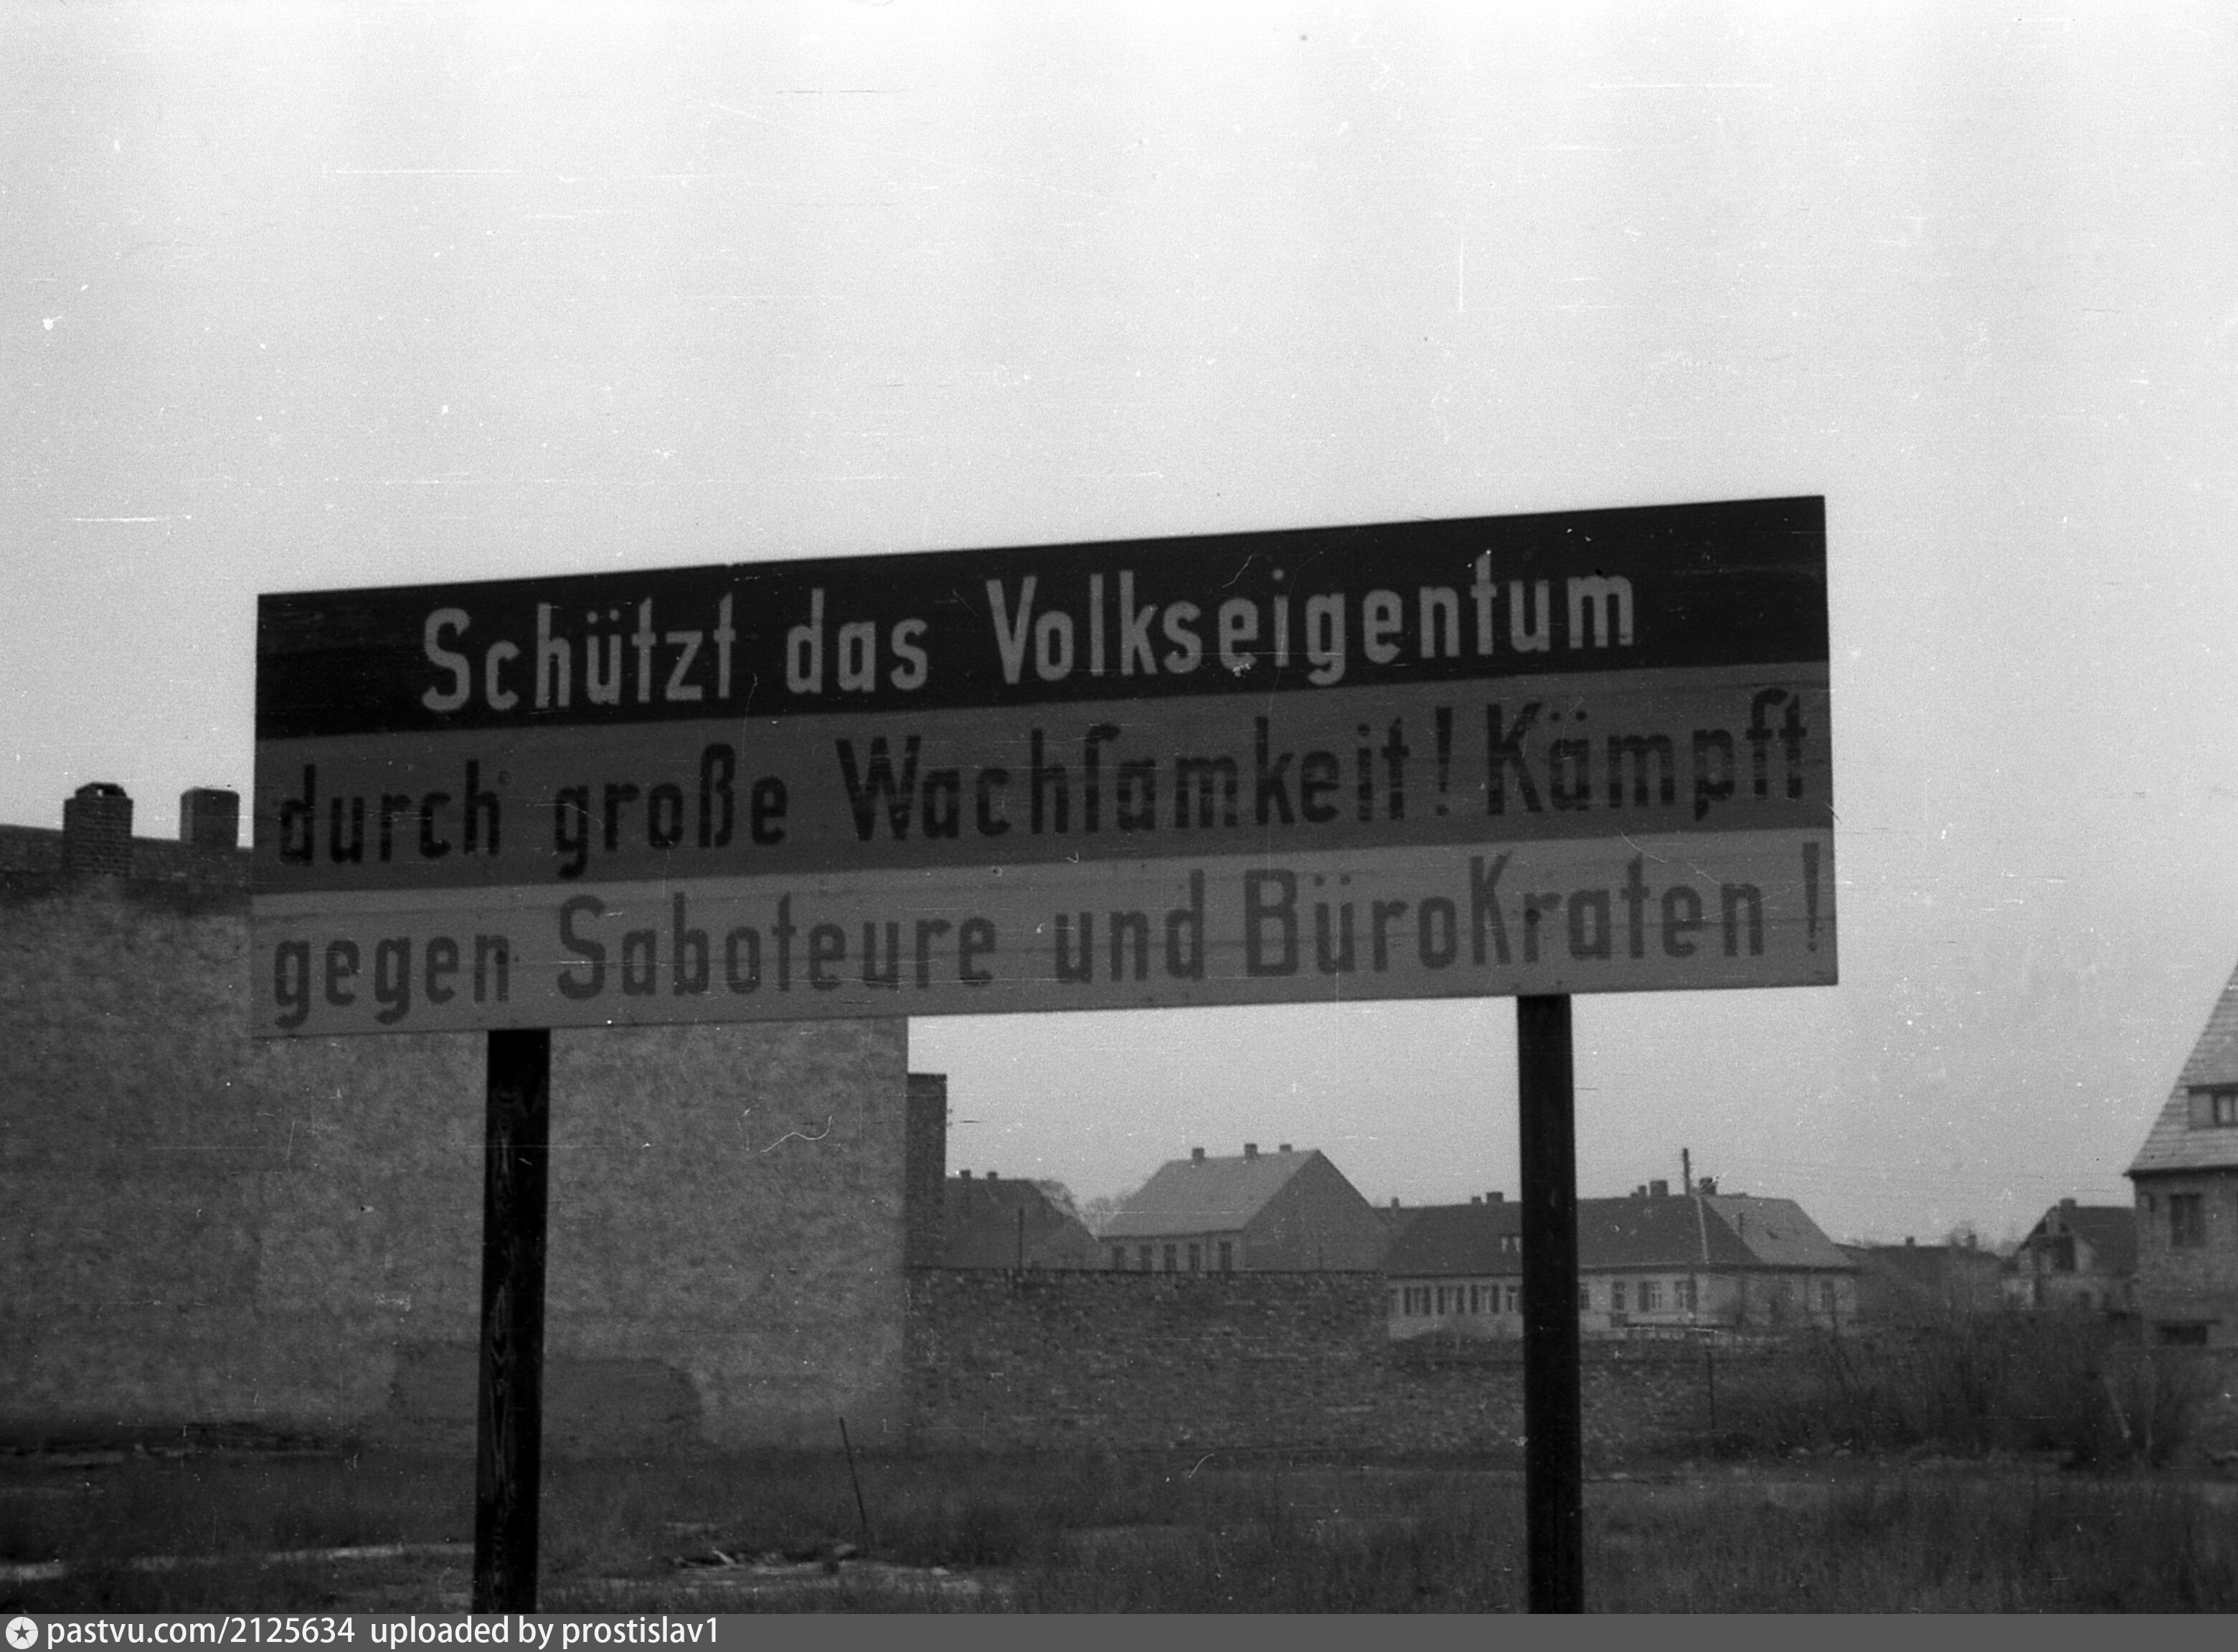 Schützt das Volkseigentum
durch große Wachſamkeit! Kämpft
gegen Saboteure und BüroKraten!
pastvu.com/2125634 uploaded by prostislav1